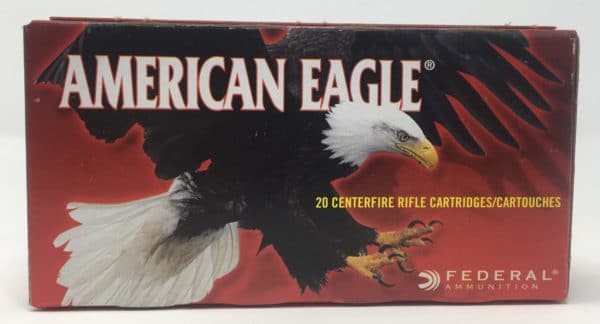 AMERICAN EAGLE®
20 CENTERFIRE RIFLE CARTRIDGES/CARTOUCHES
FEDERAL®
AMMUNITION